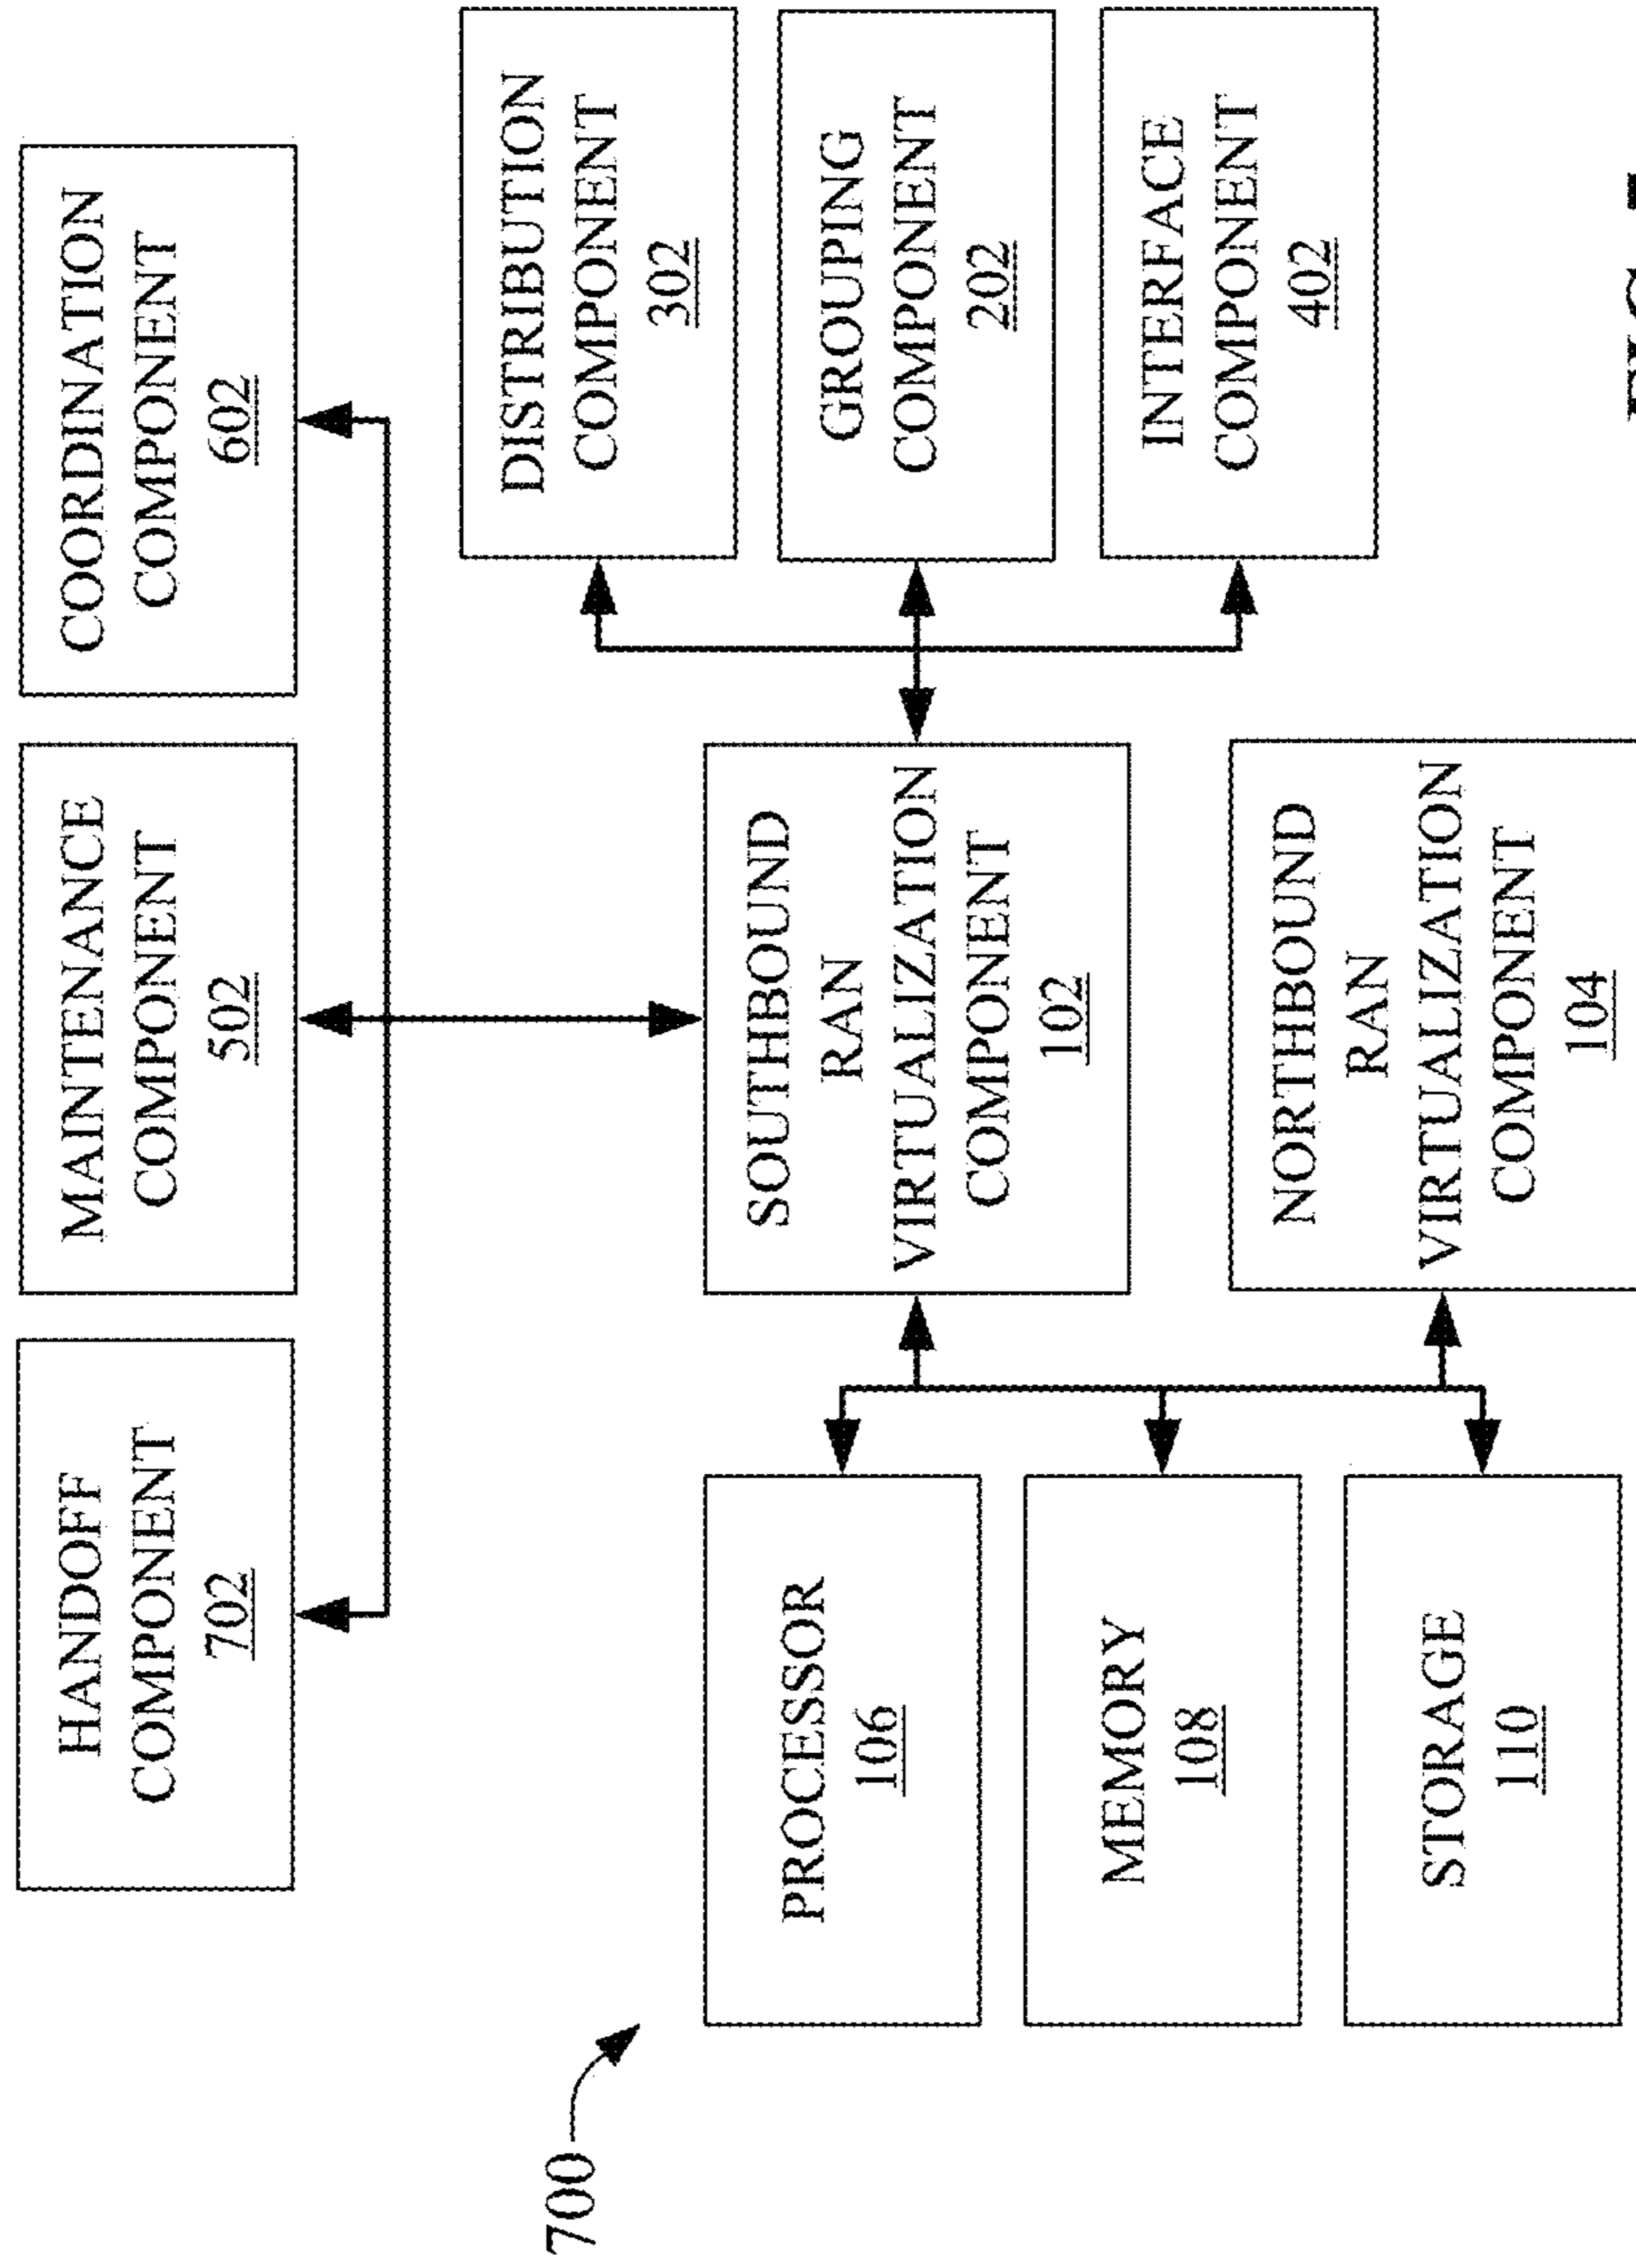 HANDOFF
COMPONENT
702
MAINTENANCE
COMPONENT
502
COORDINATION
COMPONENT
602
700
PROCESSOR
106
MEMORY
108
STORAGE
110
SOUTHBOUND
RAN
VIRTUALIZATION
COMPONENT
102
NORTHBOUND
RAN
VIRTUALIZATION
COMPONENT
104
DISTRIBUTION
COMPONENT
302
GROUPING
COMPONENT
202
INTERFACE
COMPONENT
402